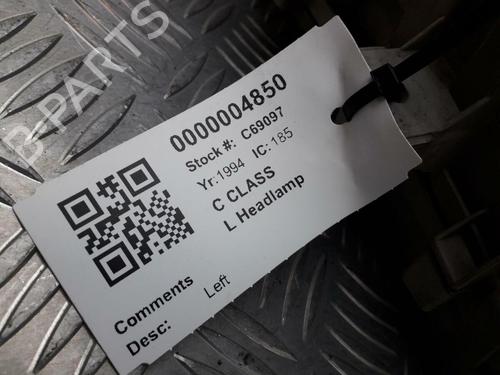 B-PARTS
0000004850
Stock #: C69097
Yr: 1994 IC: 185
C CLASS
L Headlamp
Comments
Desc: Left